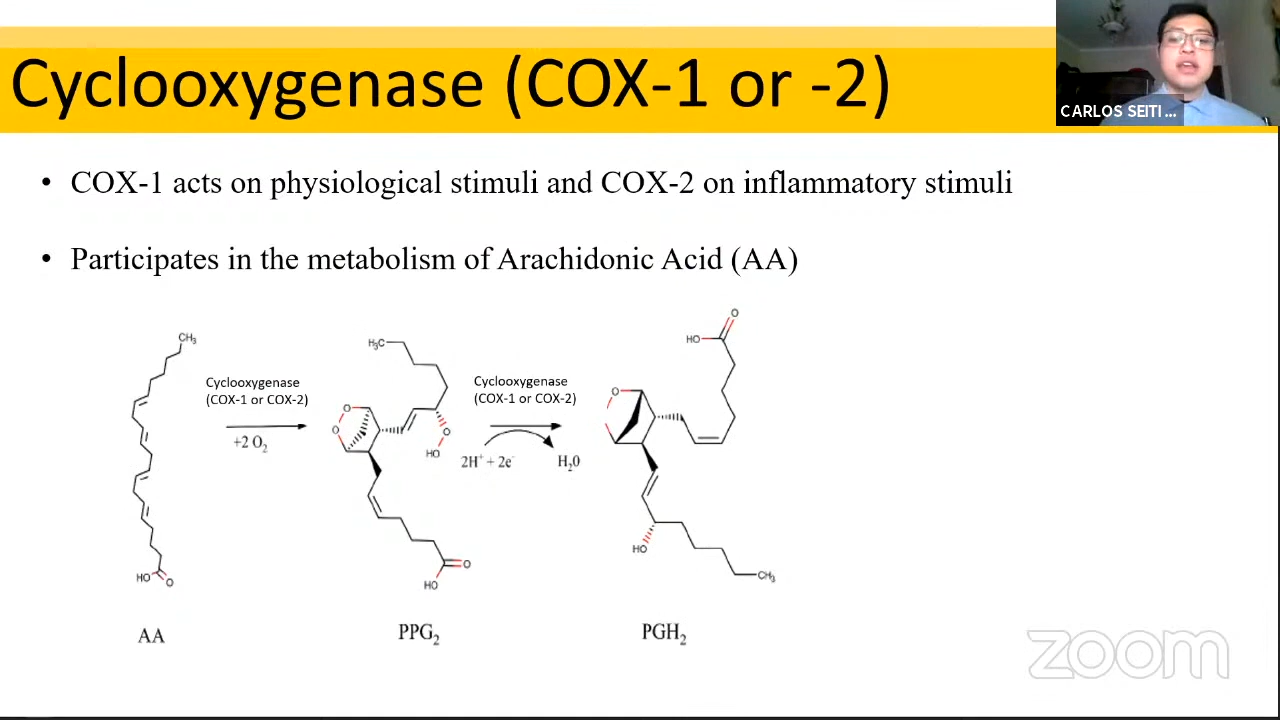 Cyclooxygenase (COX-1 or -2)
CARLOS SEITI ...
• COX-1 acts on physiological stimuli and COX-2 on inflammatory stimuli
• Participates in the metabolism of Arachidonic Acid (AA)
CH₃
Cyclooxygenase
(COX-1 or COX-2)
+2 O₂
HO
O
AA
H₃C
O
O
O
HO
O
HO
PPG₂
Cyclooxygenase
(COX-1 or COX-2)
2H⁺ + 2e⁻
H₂0
O
HO
O
HO
CH₃
PGH₂
zoom